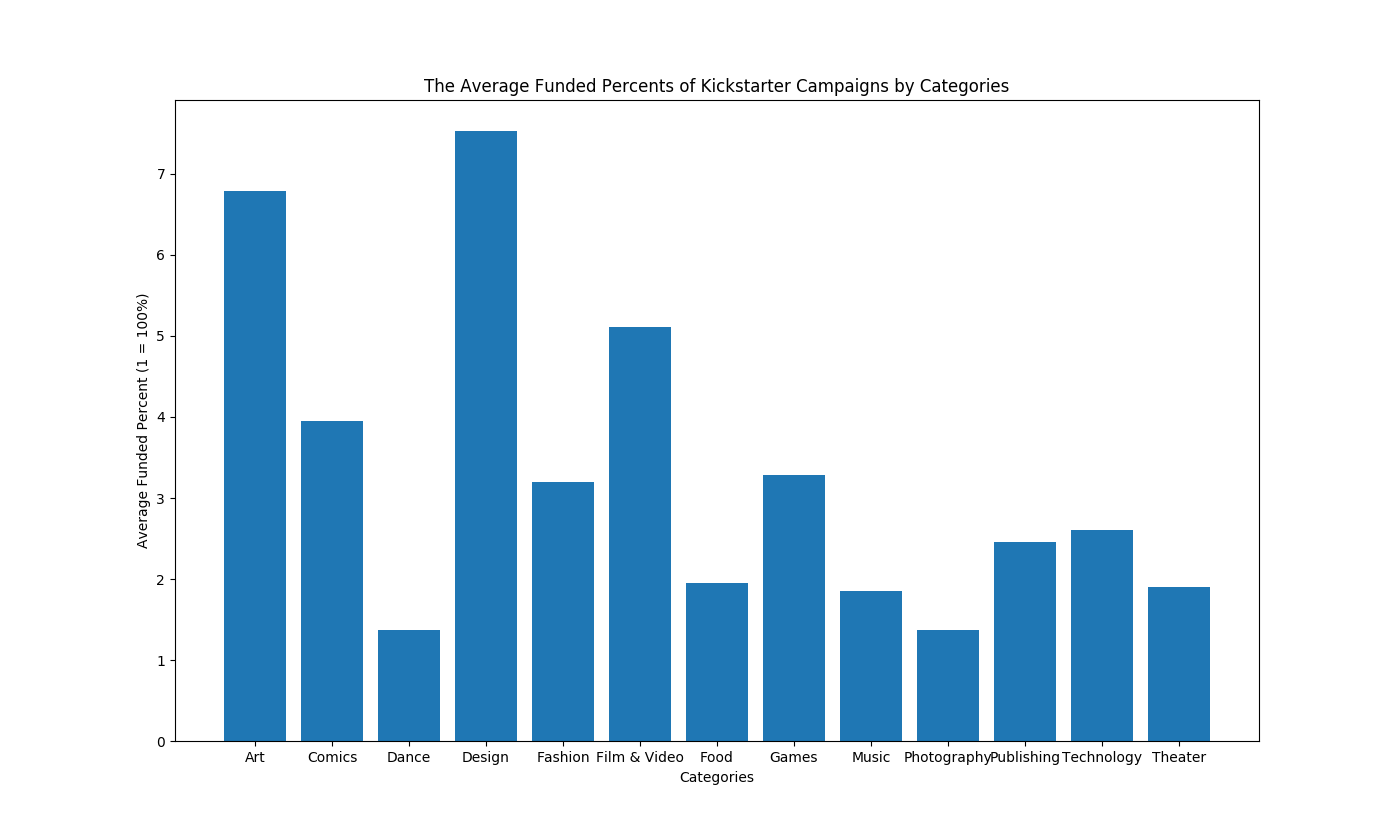 The Average Funded Percents of Kickstarter Campaigns by Categories
Average Funded Percent (1 = 100%)
7
6
5
4
3
2
1
0
Art Comics Dance Design Fashion Film & Video Food Games Music Photography Publishing Technology Theater
Categories